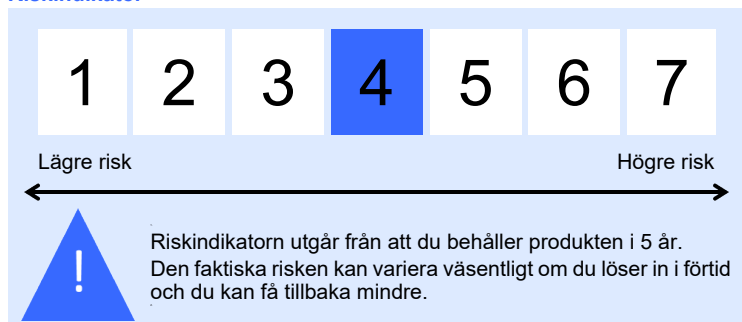 1 2 3 4 5 6 7
Lägre risk Högre risk
!
Riskindikatorn utgår från att du behåller produkten i 5 år.
Den faktiska risken kan variera väsentligt om du löser in i förtid
och du kan få tillbaka mindre.